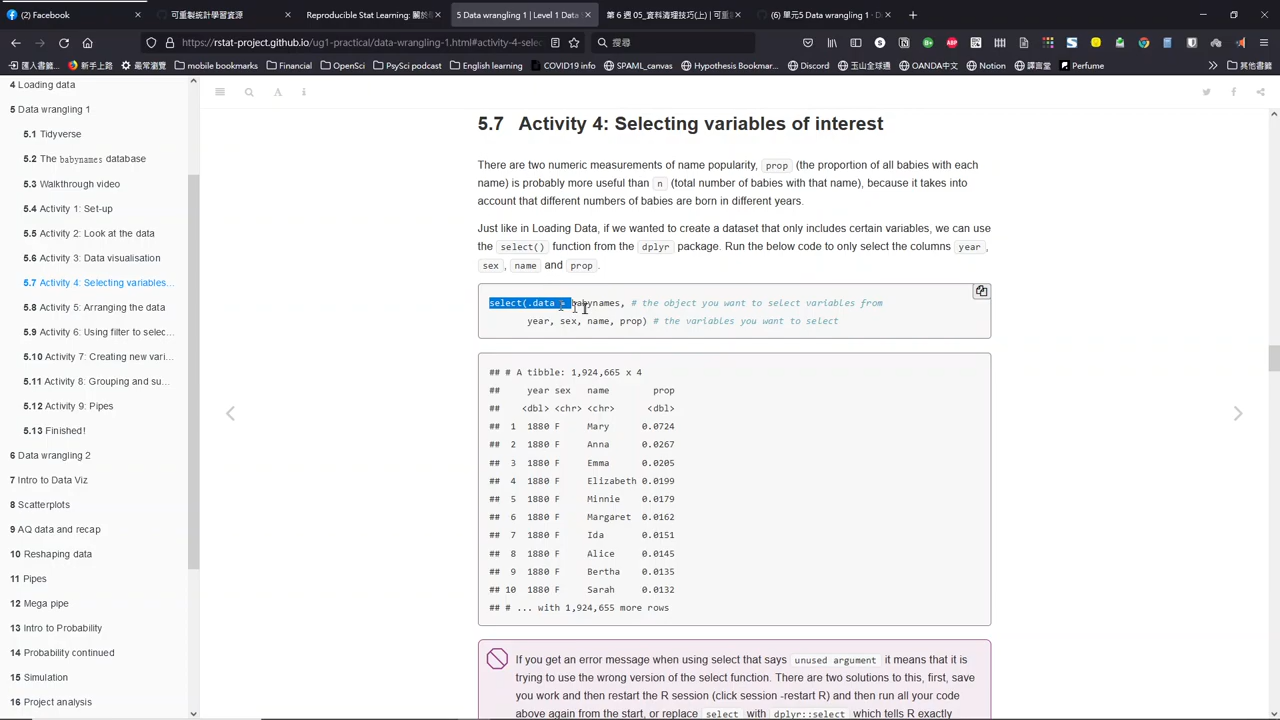 (2) Facebook
可重製統計學習資源
Reproducible Stat Learning: 關於
5 Data wrangling 1 | Level 1 Data
第 6 週 05_資料清理技巧(上) | 可重
(6) 單元5 Data wrangling 1 - D
https://rstat-project.github.io/ug1-practical/data-wrangling-1.html#activity-4-selec
搜尋
匯入書籤...
新手上路
最常瀏覽
mobile bookmarks
Financial
OpenSci
PsySci podcast
English learning
COVID19 info
SPAML_canvas
Hypothesis Bookmar...
Discord
玉山全球通
OANDA中文
Notion
譯言堂
Perfume
其他書籤
4 Loading data
5 Data wrangling 1
5.1 Tidyverse
5.2 The babynames database
5.3 Walkthrough video
5.4 Activity 1: Set-up
5.5 Activity 2: Look at the data
5.6 Activity 3: Data visualisation
5.7 Activity 4: Selecting variables...
5.8 Activity 5: Arranging the data
5.9 Activity 6: Using filter to selec...
5.10 Activity 7: Creating new vari...
5.11 Activity 8: Grouping and su...
5.12 Activity 9: Pipes
5.13 Finished!
6 Data wrangling 2
7 Intro to Data Viz
8 Scatterplots
9 AQ data and recap
10 Reshaping data
11 Pipes
12 Mega pipe
13 Intro to Probability
14 Probability continued
15 Simulation
16 Project analysis
5.7 Activity 4: Selecting variables of interest
There are two numeric measurements of name popularity, prop (the proportion of all babies with each
name) is probably more useful than n (total number of babies with that name), because it takes into
account that different numbers of babies are born in different years.
Just like in Loading Data, if we wanted to create a dataset that only includes certain variables, we can use
the select() function from the dplyr package. Run the below code to only select the columns year,
sex, name and prop.
select(.data = babynames, # the object you want to select variables from
year, sex, name, prop) # the variables you want to select
## # A tibble: 1,924,665 x 4
## year sex name prop
## <dbl> <chr> <chr> <dbl>
## 1 1880 F Mary 0.0724
## 2 1880 F Anna 0.0267
## 3 1880 F Emma 0.0205
## 4 1880 F Elizabeth 0.0199
## 5 1880 F Minnie 0.0179
## 6 1880 F Margaret 0.0162
## 7 1880 F Ida 0.0151
## 8 1880 F Alice 0.0145
## 9 1880 F Bertha 0.0135
## 10 1880 F Sarah 0.0132
## # ... with 1,924,655 more rows
If you get an error message when using select that says unused argument it means that it is
trying to use the wrong version of the select function. There are two solutions to this, first, save
you work and then restart the R session (click session -restart R) and then run all your code
above again from the start, or replace select with dplyr::select which tells R exactly